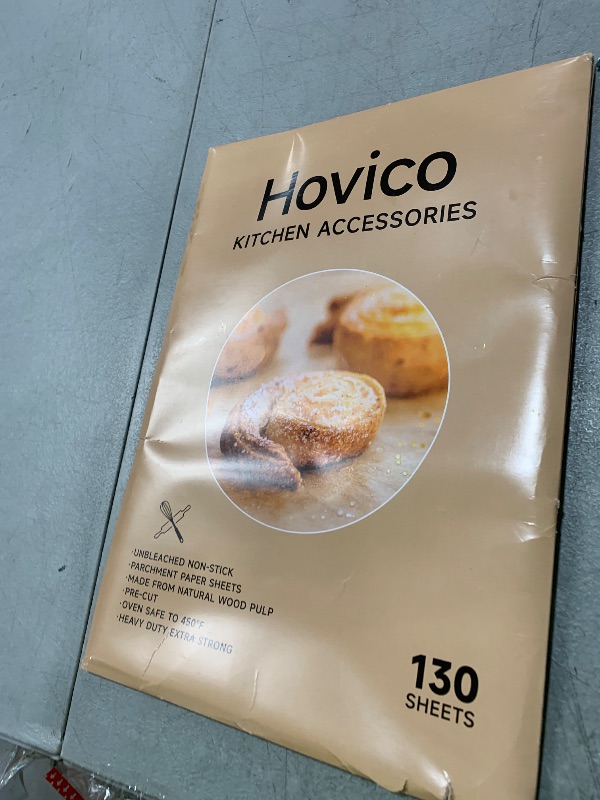 Hovico
KITCHEN ACCESSORIES
·UNBLEACHED NON-STICK
·PARCHMENT PAPER SHEETS
·MADE FROM NATURAL WOOD PULP
·PRE-CUT
·OVEN SAFE TO 450°F
·HEAVY DUTY EXTRA STRONG
130
SHEETS